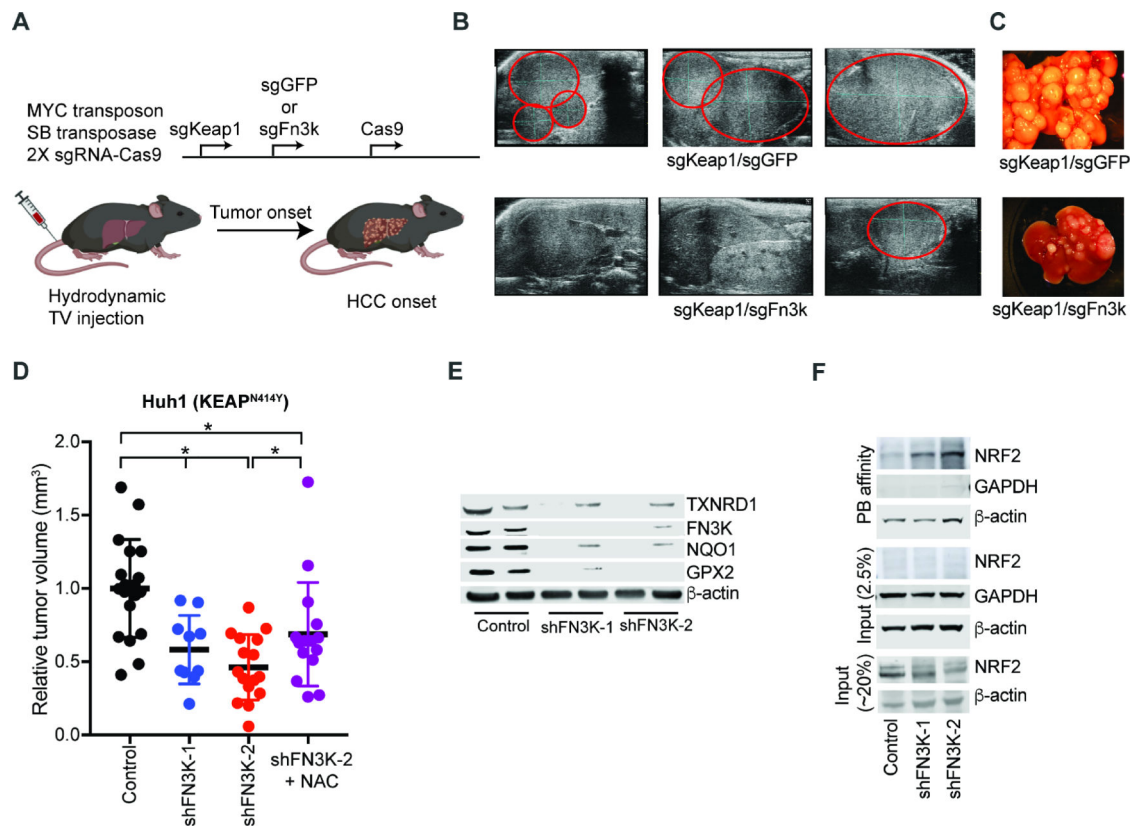 A
MYC transposon
SB transposase
2X sgRNA-Cas9
sgKeap1
sgGFP
or
sgFn3k
Cas9
Tumor onset
Hydrodynamic
TV injection
HCC onset
B
sgKeap1/sgGFP
sgKeap1/sgFn3k
C
sgKeap1/sgGFP
sgKeap1/sgFn3k
D
Huh1 (KEAP^N414Y)
*
*
*
Relative tumor volume (mm³)
2.0
1.5
1.0
0.5
0.0
Control
shFN3K-1
shFN3K-2
shFN3K-2
+ NAC
E
TXNRD1
FN3K
NQO1
GPX2
β-actin
Control
shFN3K-1
shFN3K-2
F
PB affinity
NRF2
GAPDH
β-actin
Input (2.5%)
NRF2
GAPDH
β-actin
Input
(~20%)
NRF2
β-actin
Control
shFN3K-1
shFN3K-2